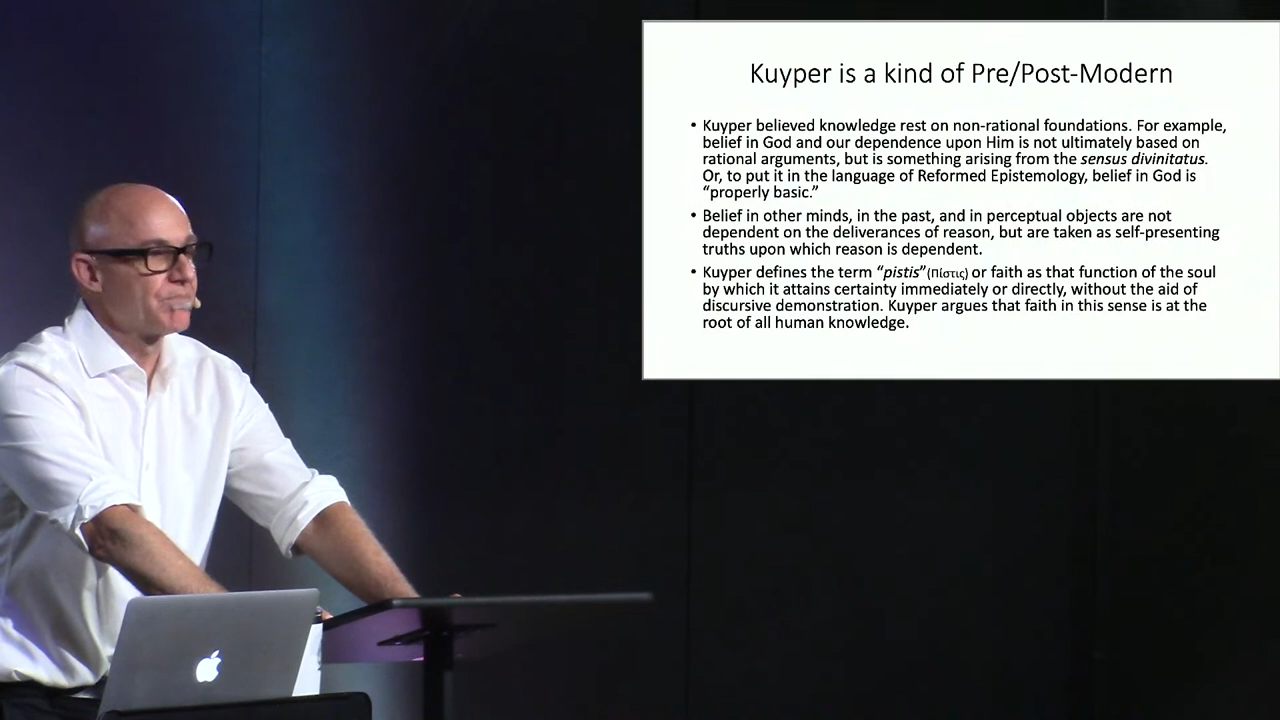 Kuyper is a kind of Pre/Post-Modern
• Kuyper believed knowledge rest on non-rational foundations. For example,
belief in God and our dependence upon Him is not ultimately based on
rational arguments, but is something arising from the sensus divinitatus.
Or, to put it in the language of Reformed Epistemology, belief in God is
“properly basic.”
• Belief in other minds, in the past, and in perceptual objects are not
dependent on the deliverances of reason, but are taken as self-presenting
truths upon which reason is dependent.
• Kuyper defines the term “pistis”(Πίστις) or faith as that function of the soul
by which it attains certainty immediately or directly, without the aid of
discursive demonstration. Kuyper argues that faith in this sense is at the
root of all human knowledge.